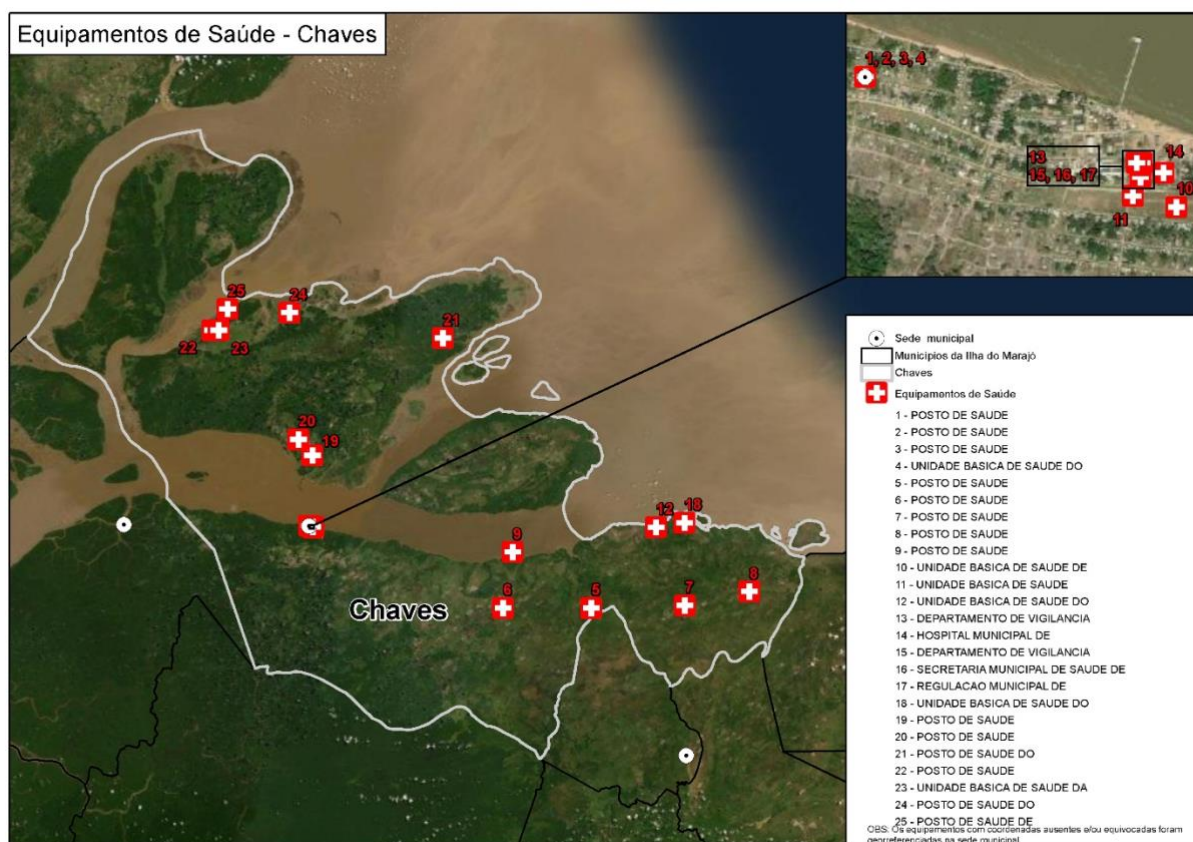 Equipamentos de Saúde - Chaves
1, 2, 3, 4
13
15, 16, 17
14
10
11
25
24
21
22
23
20
19
12
18
9
8
6
5
7
Chaves
Sede municipal
Municípios da Ilha do Marajó
Chaves
Equipamentos de Saúde
1 - POSTO DE SAUDE
2 - POSTO DE SAUDE
3 - POSTO DE SAUDE
4 - UNIDADE BASICA DE SAUDE DO
5 - POSTO DE SAUDE
6 - POSTO DE SAUDE
7 - POSTO DE SAUDE
8 - POSTO DE SAUDE
9 - POSTO DE SAUDE
10 - UNIDADE BASICA DE SAUDE DE
11 - UNIDADE BASICA DE SAUDE
12 - UNIDADE BASICA DE SAUDE DO
13 - DEPARTAMENTO DE VIGILANCIA
14 - HOSPITAL MUNICIPAL DE
15 - DEPARTAMENTO DE VIGILANCIA
16 - SECRETARIA MUNICIPAL DE SAUDE DE
17 - REGULACAO MUNICIPAL DE
18 - UNIDADE BASICA DE SAUDE DO
19 - POSTO DE SAUDE
20 - POSTO DE SAUDE
21 - POSTO DE SAUDE DO
22 - POSTO DE SAUDE
23 - UNIDADE BASICA DE SAUDE DA
24 - POSTO DE SAUDE DO
25 - POSTO DE SAUDE DE
OBS: Os equipamentos com coordenadas ausentes e/ou equivocadas foram
georreferenciadas na sede municipal